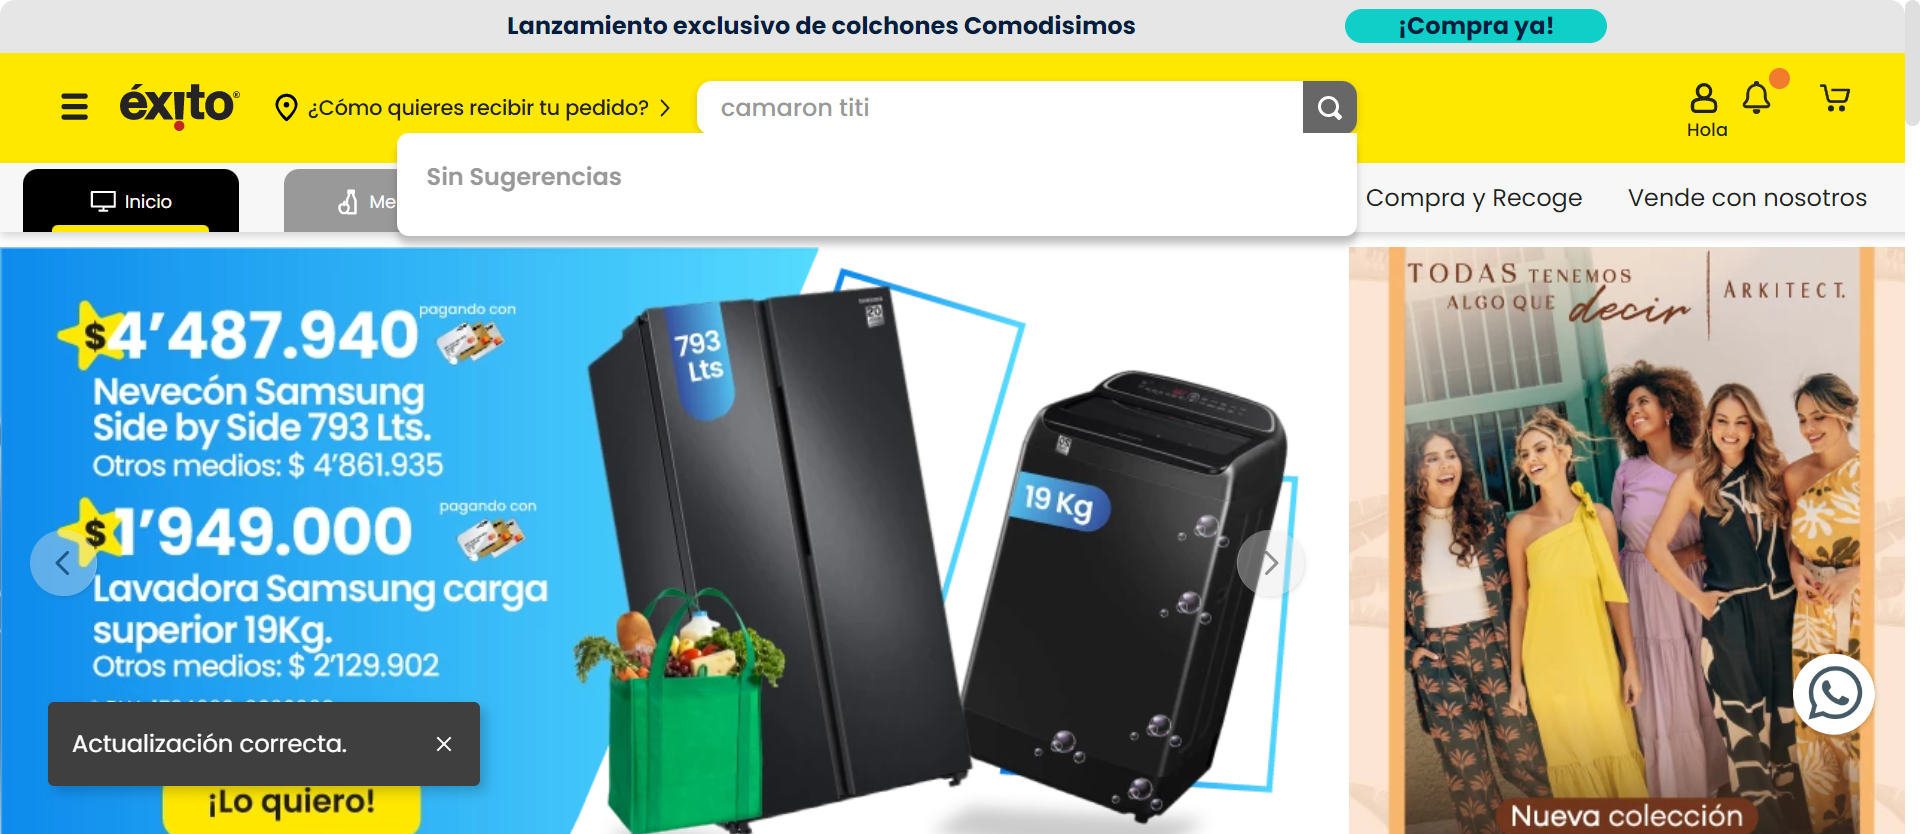 Lanzamiento exclusivo de colchones Comodisimos
¡Compra ya!
éxito®
¿Cómo quieres recibir tu pedido?
camaron titi
Hola
Sin Sugerencias
Inicio
Me
Compra y Recoge
Vende con nosotros
$4'487.940
pagando con
Nevecón Samsung
Side by Side 793 Lts.
Otros medios: $ 4'861.935
$1'949.000
pagando con
Lavadora Samsung carga
superior 19Kg.
Otros medios: $ 2'129.902
Actualización correcta.
¡Lo quiero!
793
Lts
20
19 Kg
TODAS TENEMOS
ALGO QUE decir
ARKITECT.
Nueva colección